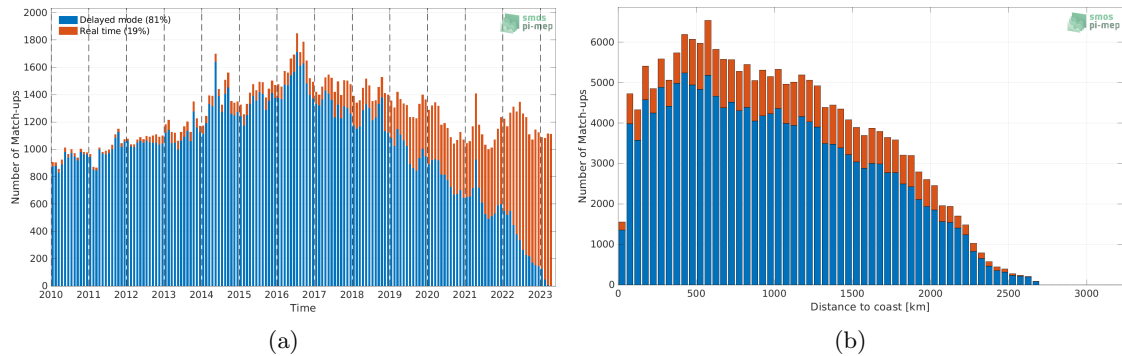 Delayed mode (81%)
Real time (19%)
smos
pi-mep
Number of Match-ups
2000
1800
1600
1400
1200
1000
800
600
400
200
0
2010 2011 2012 2013 2014 2015 2016 2017 2018 2019 2020 2021 2022 2023
Time
(a)
smos
pi-mep
Number of Match-ups
6000
5000
4000
3000
2000
1000
0
0 500 1000 1500 2000 2500 3000
Distance to coast [km]
(b)